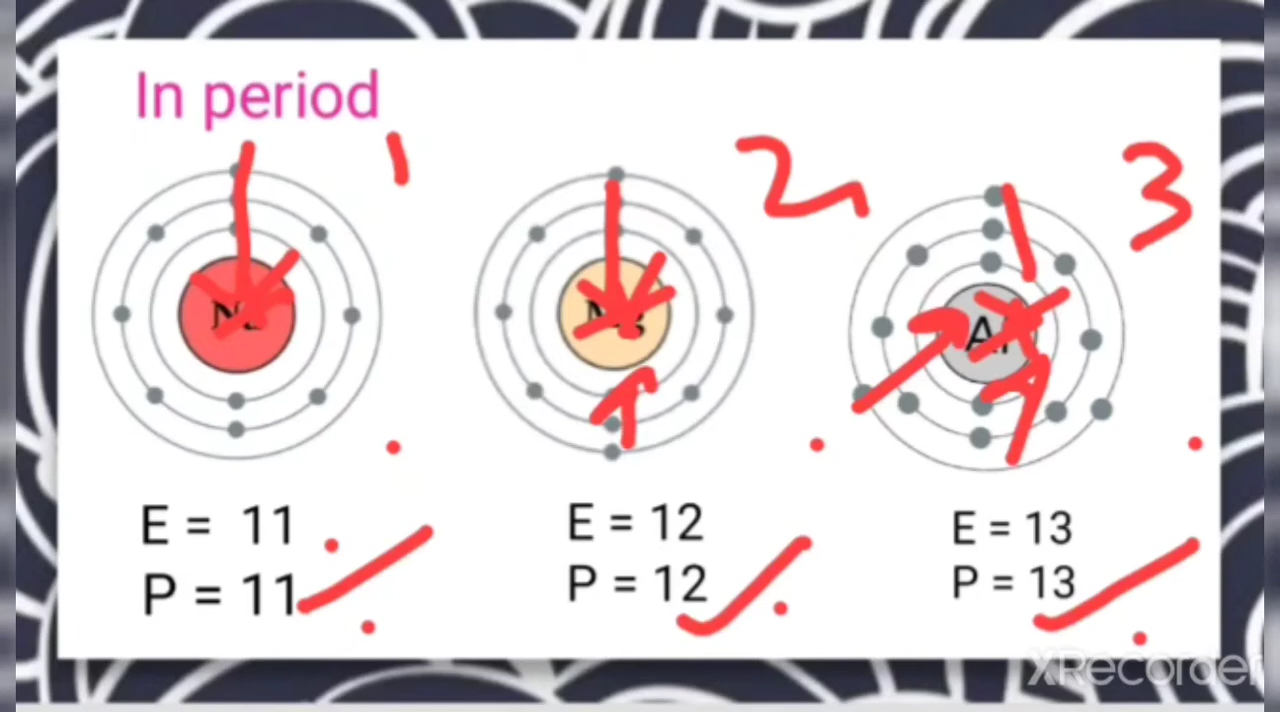 In period
1
2
3
E = 11
P = 11
E = 12
P = 12
E = 13
P = 13
XRecorder